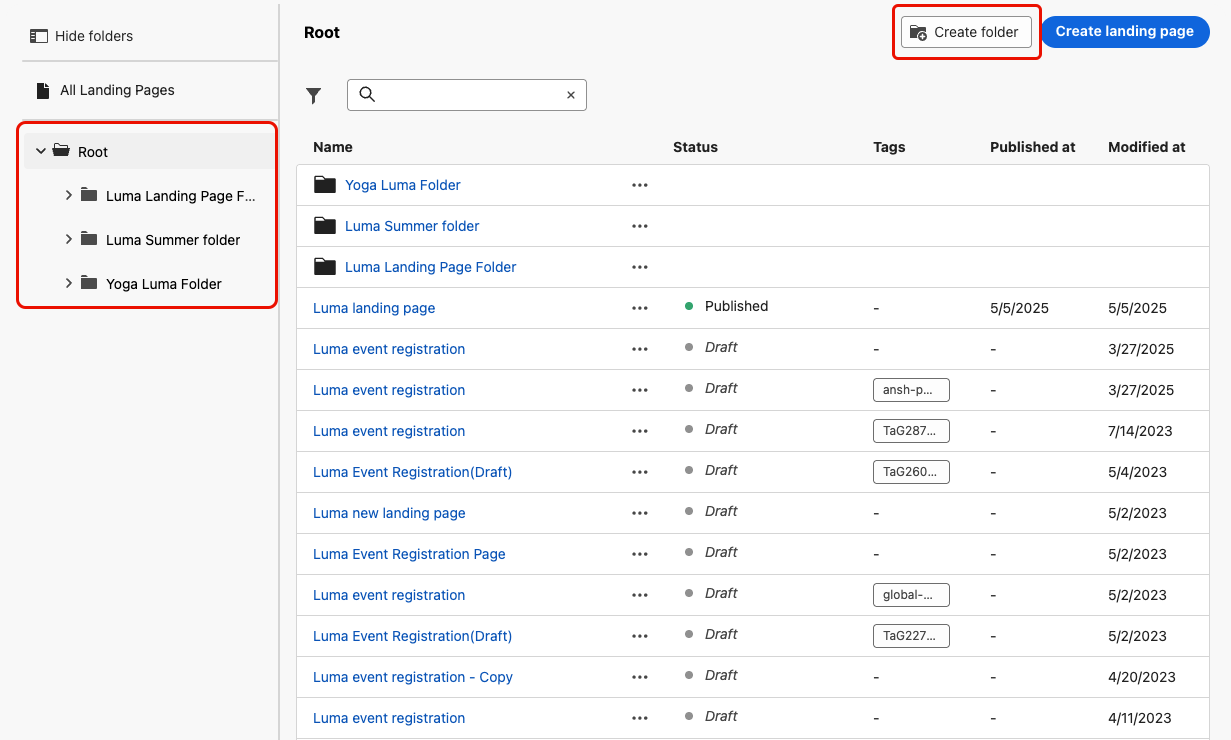 Hide folders
All Landing Pages
Root
Luma Landing Page F...
Luma Summer folder
Yoga Luma Folder
Root
Create folder
Create landing page
Name Status Tags Published at Modified at
Yoga Luma Folder
Luma Summer folder
Luma Landing Page Folder
Luma landing page Published - 5/5/2025 5/5/2025
Luma event registration Draft - - 3/27/2025
Luma event registration Draft ansh-p... - 3/27/2025
Luma event registration Draft TaG287... - 7/14/2023
Luma Event Registration(Draft) Draft TaG260... - 5/4/2023
Luma new landing page Draft - - 5/2/2023
Luma Event Registration Page Draft - - 5/2/2023
Luma event registration Draft global-... - 5/2/2023
Luma Event Registration(Draft) Draft TaG227... - 5/2/2023
Luma event registration - Copy Draft - - 4/20/2023
Luma event registration Draft - - 4/11/2023